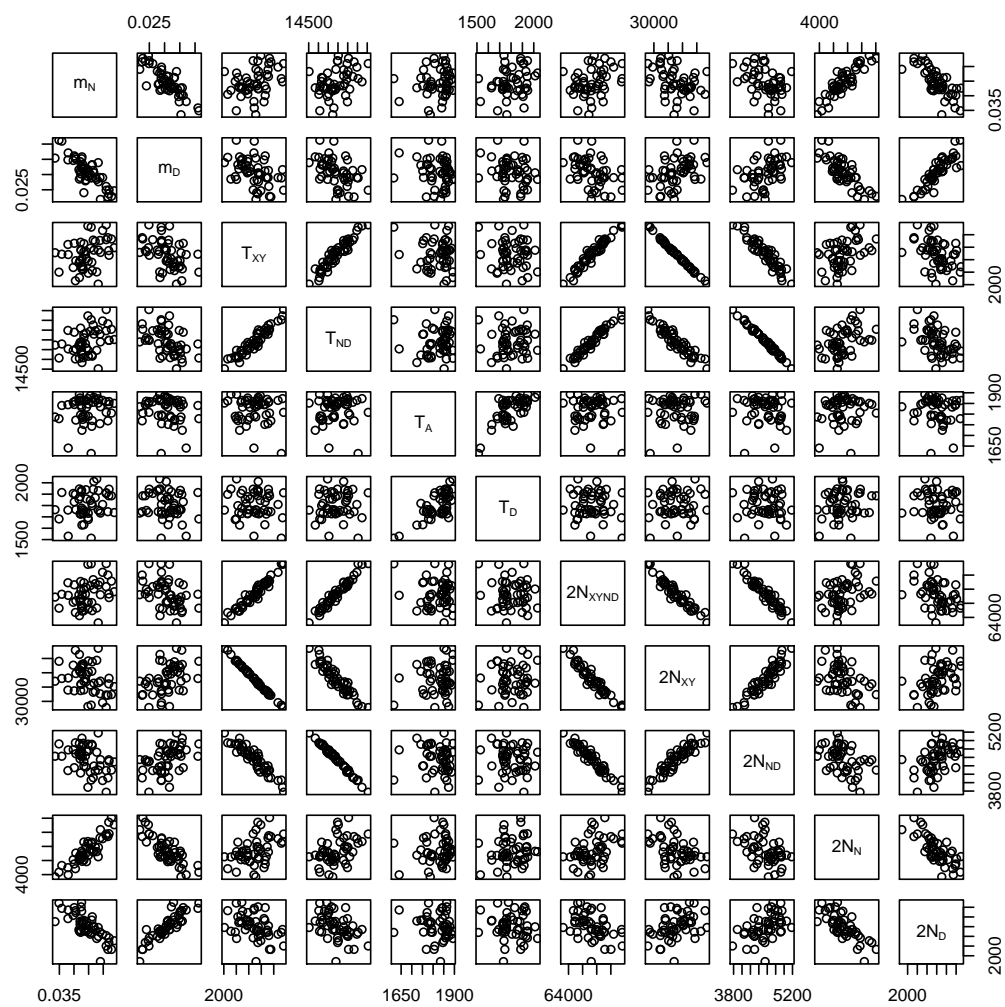 0.025 14500 1500 2000 30000 4000
m_N 0.035
0.025 m_D
T_XY 2000
14500 T_ND
T_A 1650 1900
1500 2000 T_D
2N_XYND 64000
30000 2N_XY
2N_ND 3800 5200
4000 2N_N
2N_D 2000
0.035 2000 1650 1900 64000 3800 5200 2000